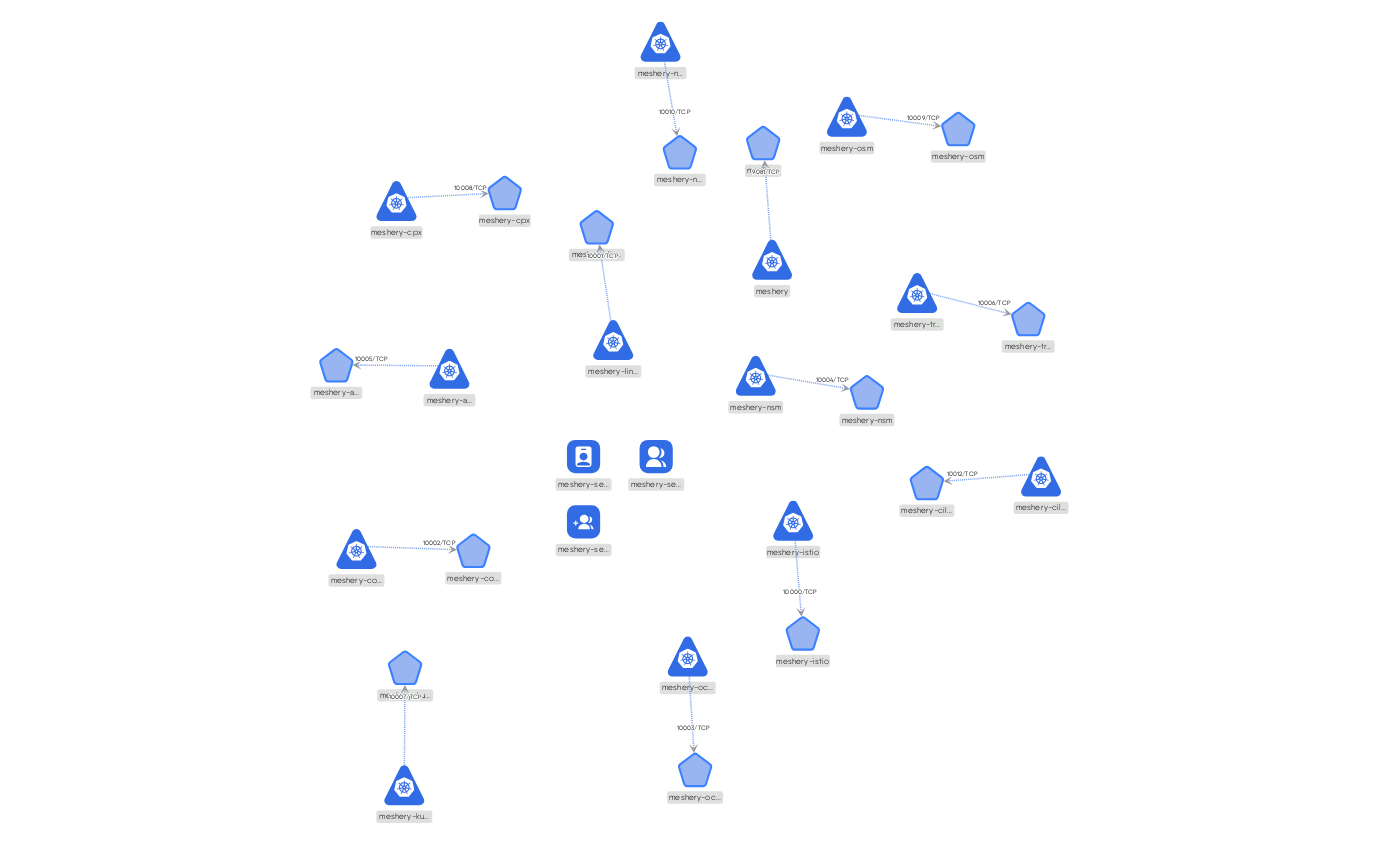 meshery-n...
10010/TCP
meshery-n...
meshery-osm
10009/TCP
meshery-osm
meshery
meshery-cpx
10008/TCP
meshery-cpx
10001/TCP
meshery-lin...
meshery-tr...
10006/TCP
meshery-tr...
meshery-a...
10005/TCP
meshery-a...
meshery-nsm
10004/TCP
meshery-nsm
meshery-se...
meshery-se...
meshery-se...
meshery-cil...
10012/TCP
meshery-cil...
meshery-co...
10002/TCP
meshery-co...
meshery-istio
10000/TCP
meshery-istio
10007/TCP
meshery-ku...
meshery-oc...
10003/TCP
meshery-oc...